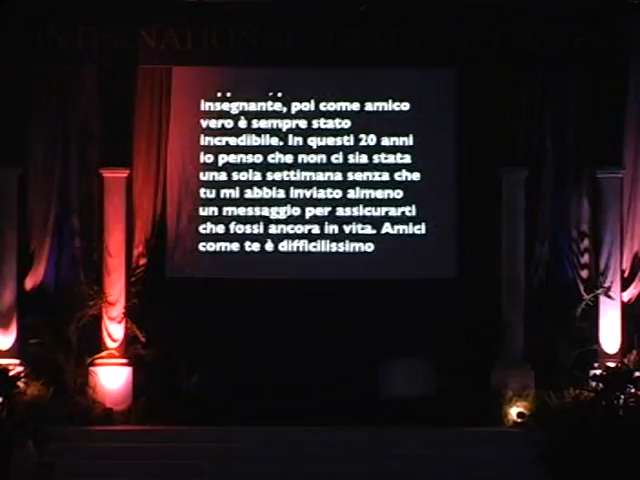 INTERNATIONAL
insegnante, poi come amico
vero è sempre stato
incredibile. In questi 20 anni
io penso che non ci sia stata
una sola settimana senza che
tu mi abbia inviato almeno
un messaggio per assicurarti
che fossi ancora in vita. Amici
come te è difficilissimo